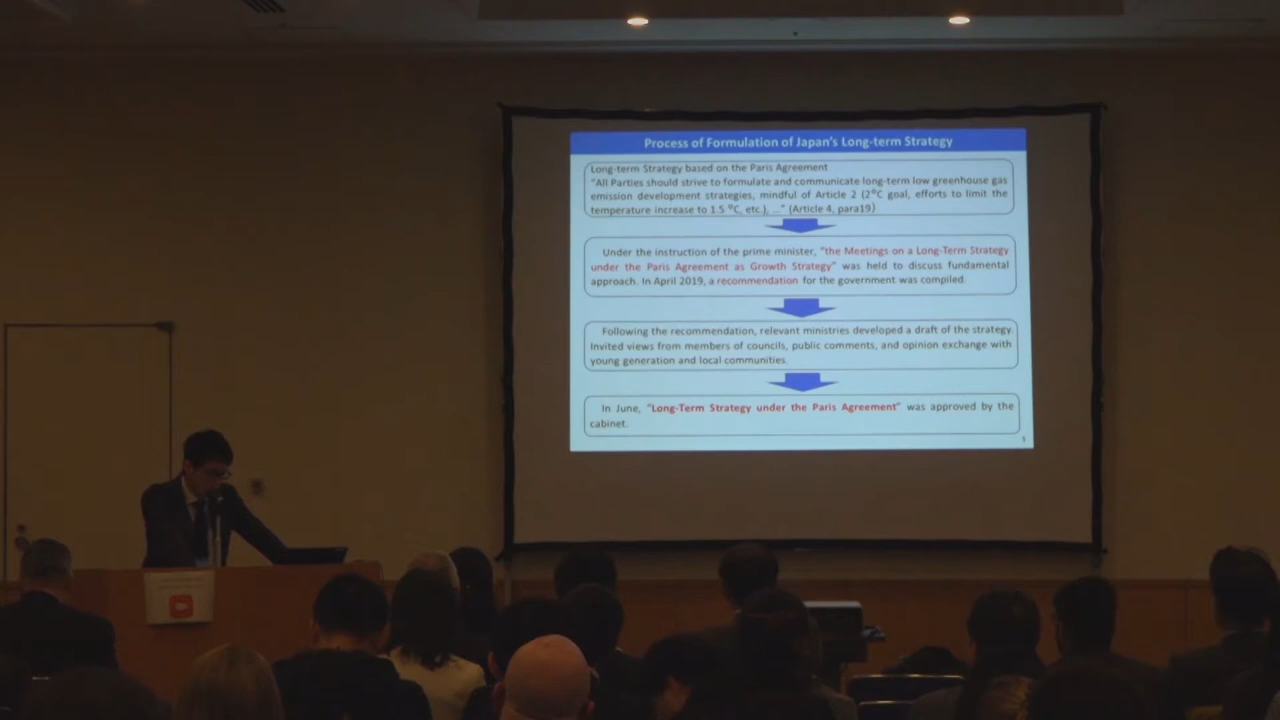 Process of Formulation of Japan's Long-term Strategy
Long-term Strategy based on the Paris Agreement
"All Parties should strive to formulate and communicate long-term low greenhouse gas
emission development strategies, mindful of Article 2 (2°C goal, efforts to limit the
temperature increase to 1.5 °C, etc.), ..." (Article 4, para19)
Under the instruction of the prime minister, "the Meetings on a Long-Term Strategy
under the Paris Agreement as Growth Strategy" was held to discuss fundamental
approach. In April 2019, a recommendation for the government was compiled.
Following the recommendation, relevant ministries developed a draft of the strategy.
Invited views from members of councils, public comments, and opinion exchange with
young generation and local communities.
In June, "Long-Term Strategy under the Paris Agreement" was approved by the
cabinet.